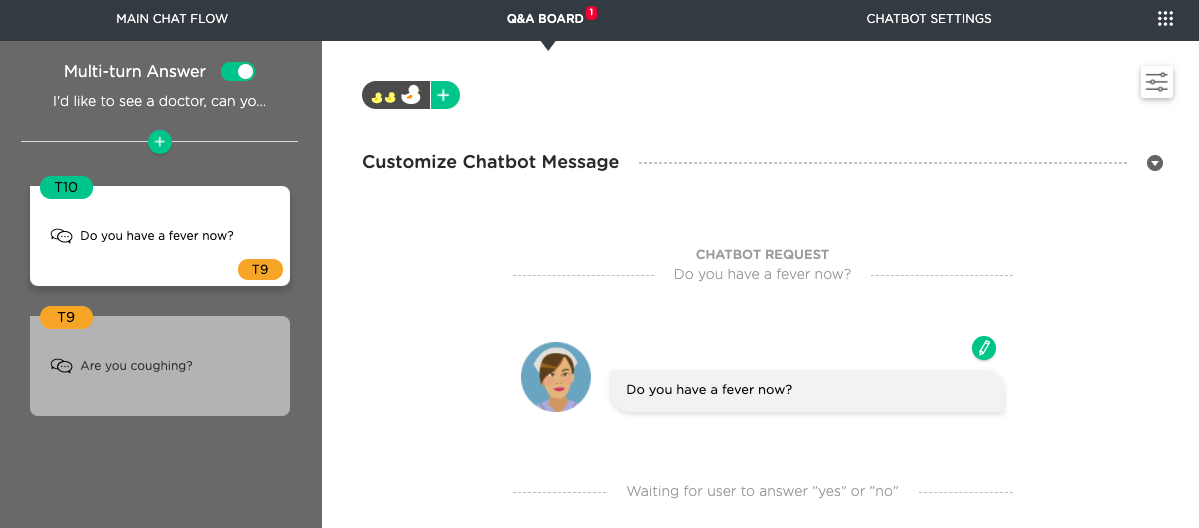 MAIN CHAT FLOW
Q&A BOARD
1
CHATBOT SETTINGS
Multi-turn Answer
I'd like to see a doctor, can yo...
T10
Do you have a fever now?
T9
T9
Are you coughing?
Customize Chatbot Message
CHATBOT REQUEST
Do you have a fever now?
Do you have a fever now?
Waiting for user to answer "yes" or "no"